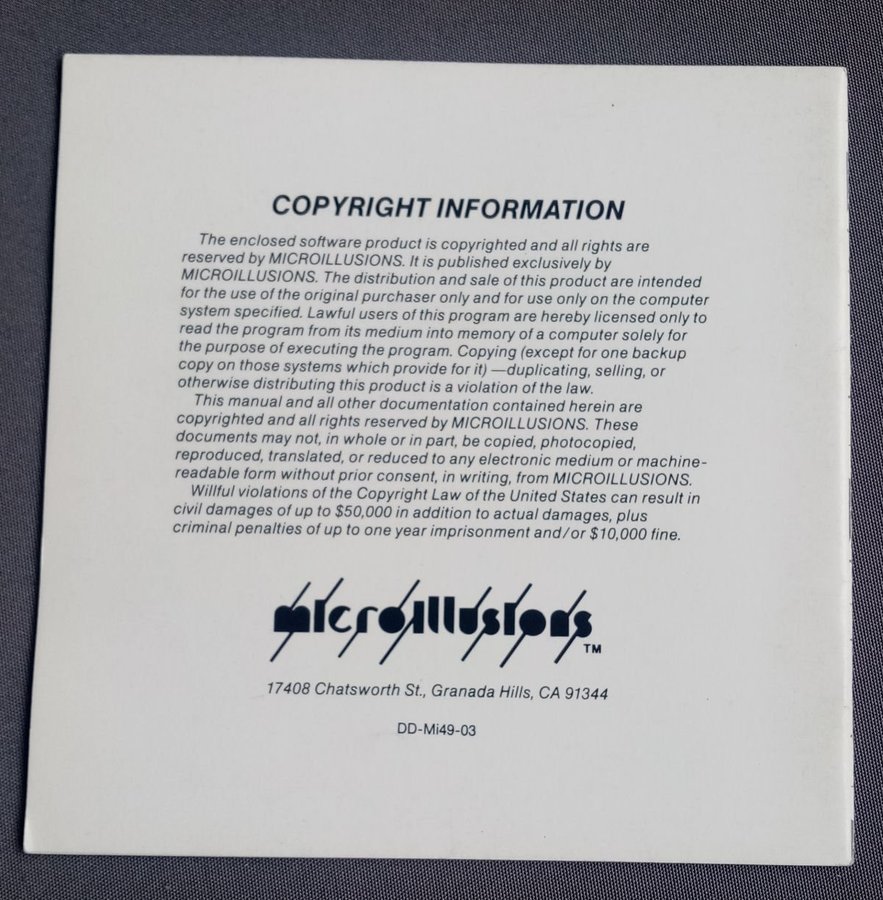 COPYRIGHT INFORMATION
The enclosed software product is copyrighted and all rights are
reserved by MICROILLUSIONS. It is published exclusively by
MICROILLUSIONS. The distribution and sale of this product are intended
for the use of the original purchaser only and for use only on the computer
system specified. Lawful users of this program are hereby licensed only to
read the program from its medium into memory of a computer solely for
the purpose of executing the program. Copying (except for one backup
copy on those systems which provide for it) —duplicating, selling, or
otherwise distributing this product is a violation of the law.
This manual and all other documentation contained herein are
copyrighted and all rights reserved by MICROILLUSIONS. These
documents may not, in whole or in part, be copied, photocopied,
reproduced, translated, or reduced to any electronic medium or machine-
readable form without prior consent, in writing, from MICROILLUSIONS.
Willful violations of the Copyright Law of the United States can result in
civil damages of up to $50,000 in addition to actual damages, plus
criminal penalties of up to one year imprisonment and/or $10,000 fine.
microillusions TM
17408 Chatsworth St., Granada Hills, CA 91344
DD-Mi49-03